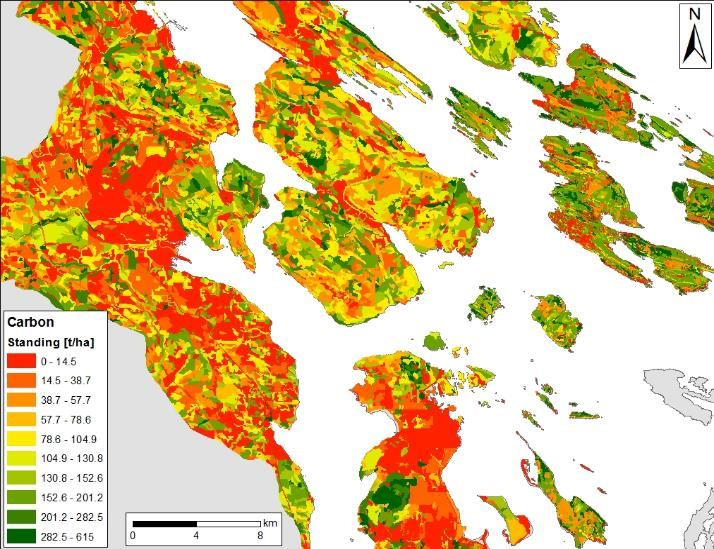 N
Carbon
Standing [t/ha]
0 - 14.5
14.5 - 38.7
38.7 - 57.7
57.7 - 78.6
78.6 - 104.9
104.9 - 130.8
130.8 - 152.6
152.6 - 201.2
201.2 - 282.5
282.5 - 615
km
0 4 8